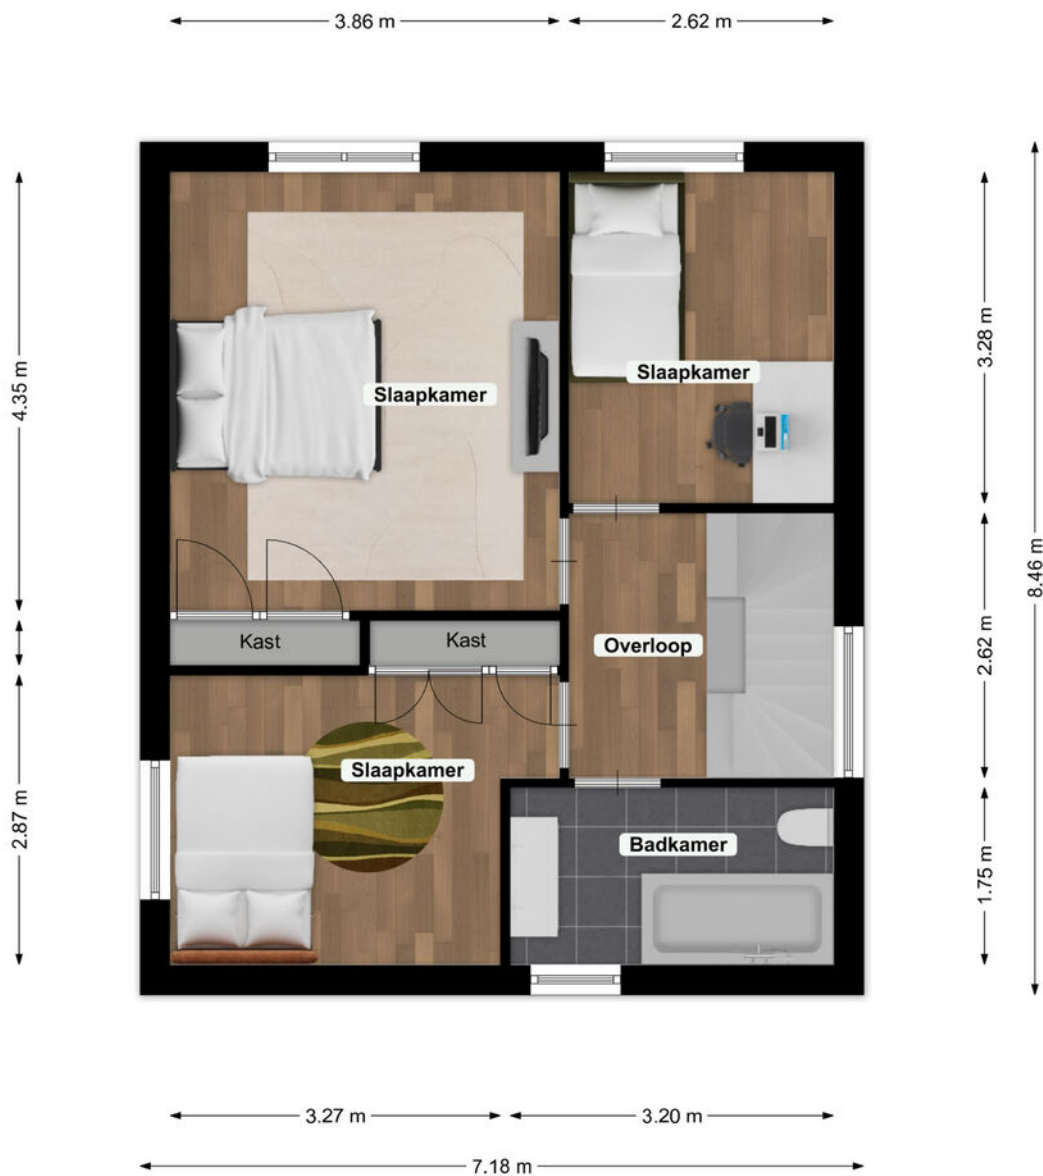 3.86 m
2.62 m
4.35 m
3.28 m
8.46 m
Slaapkamer
Slaapkamer
Kast
Kast
Overloop
2.62 m
Slaapkamer
2.87 m
Badkamer
1.75 m
3.27 m
3.20 m
7.18 m